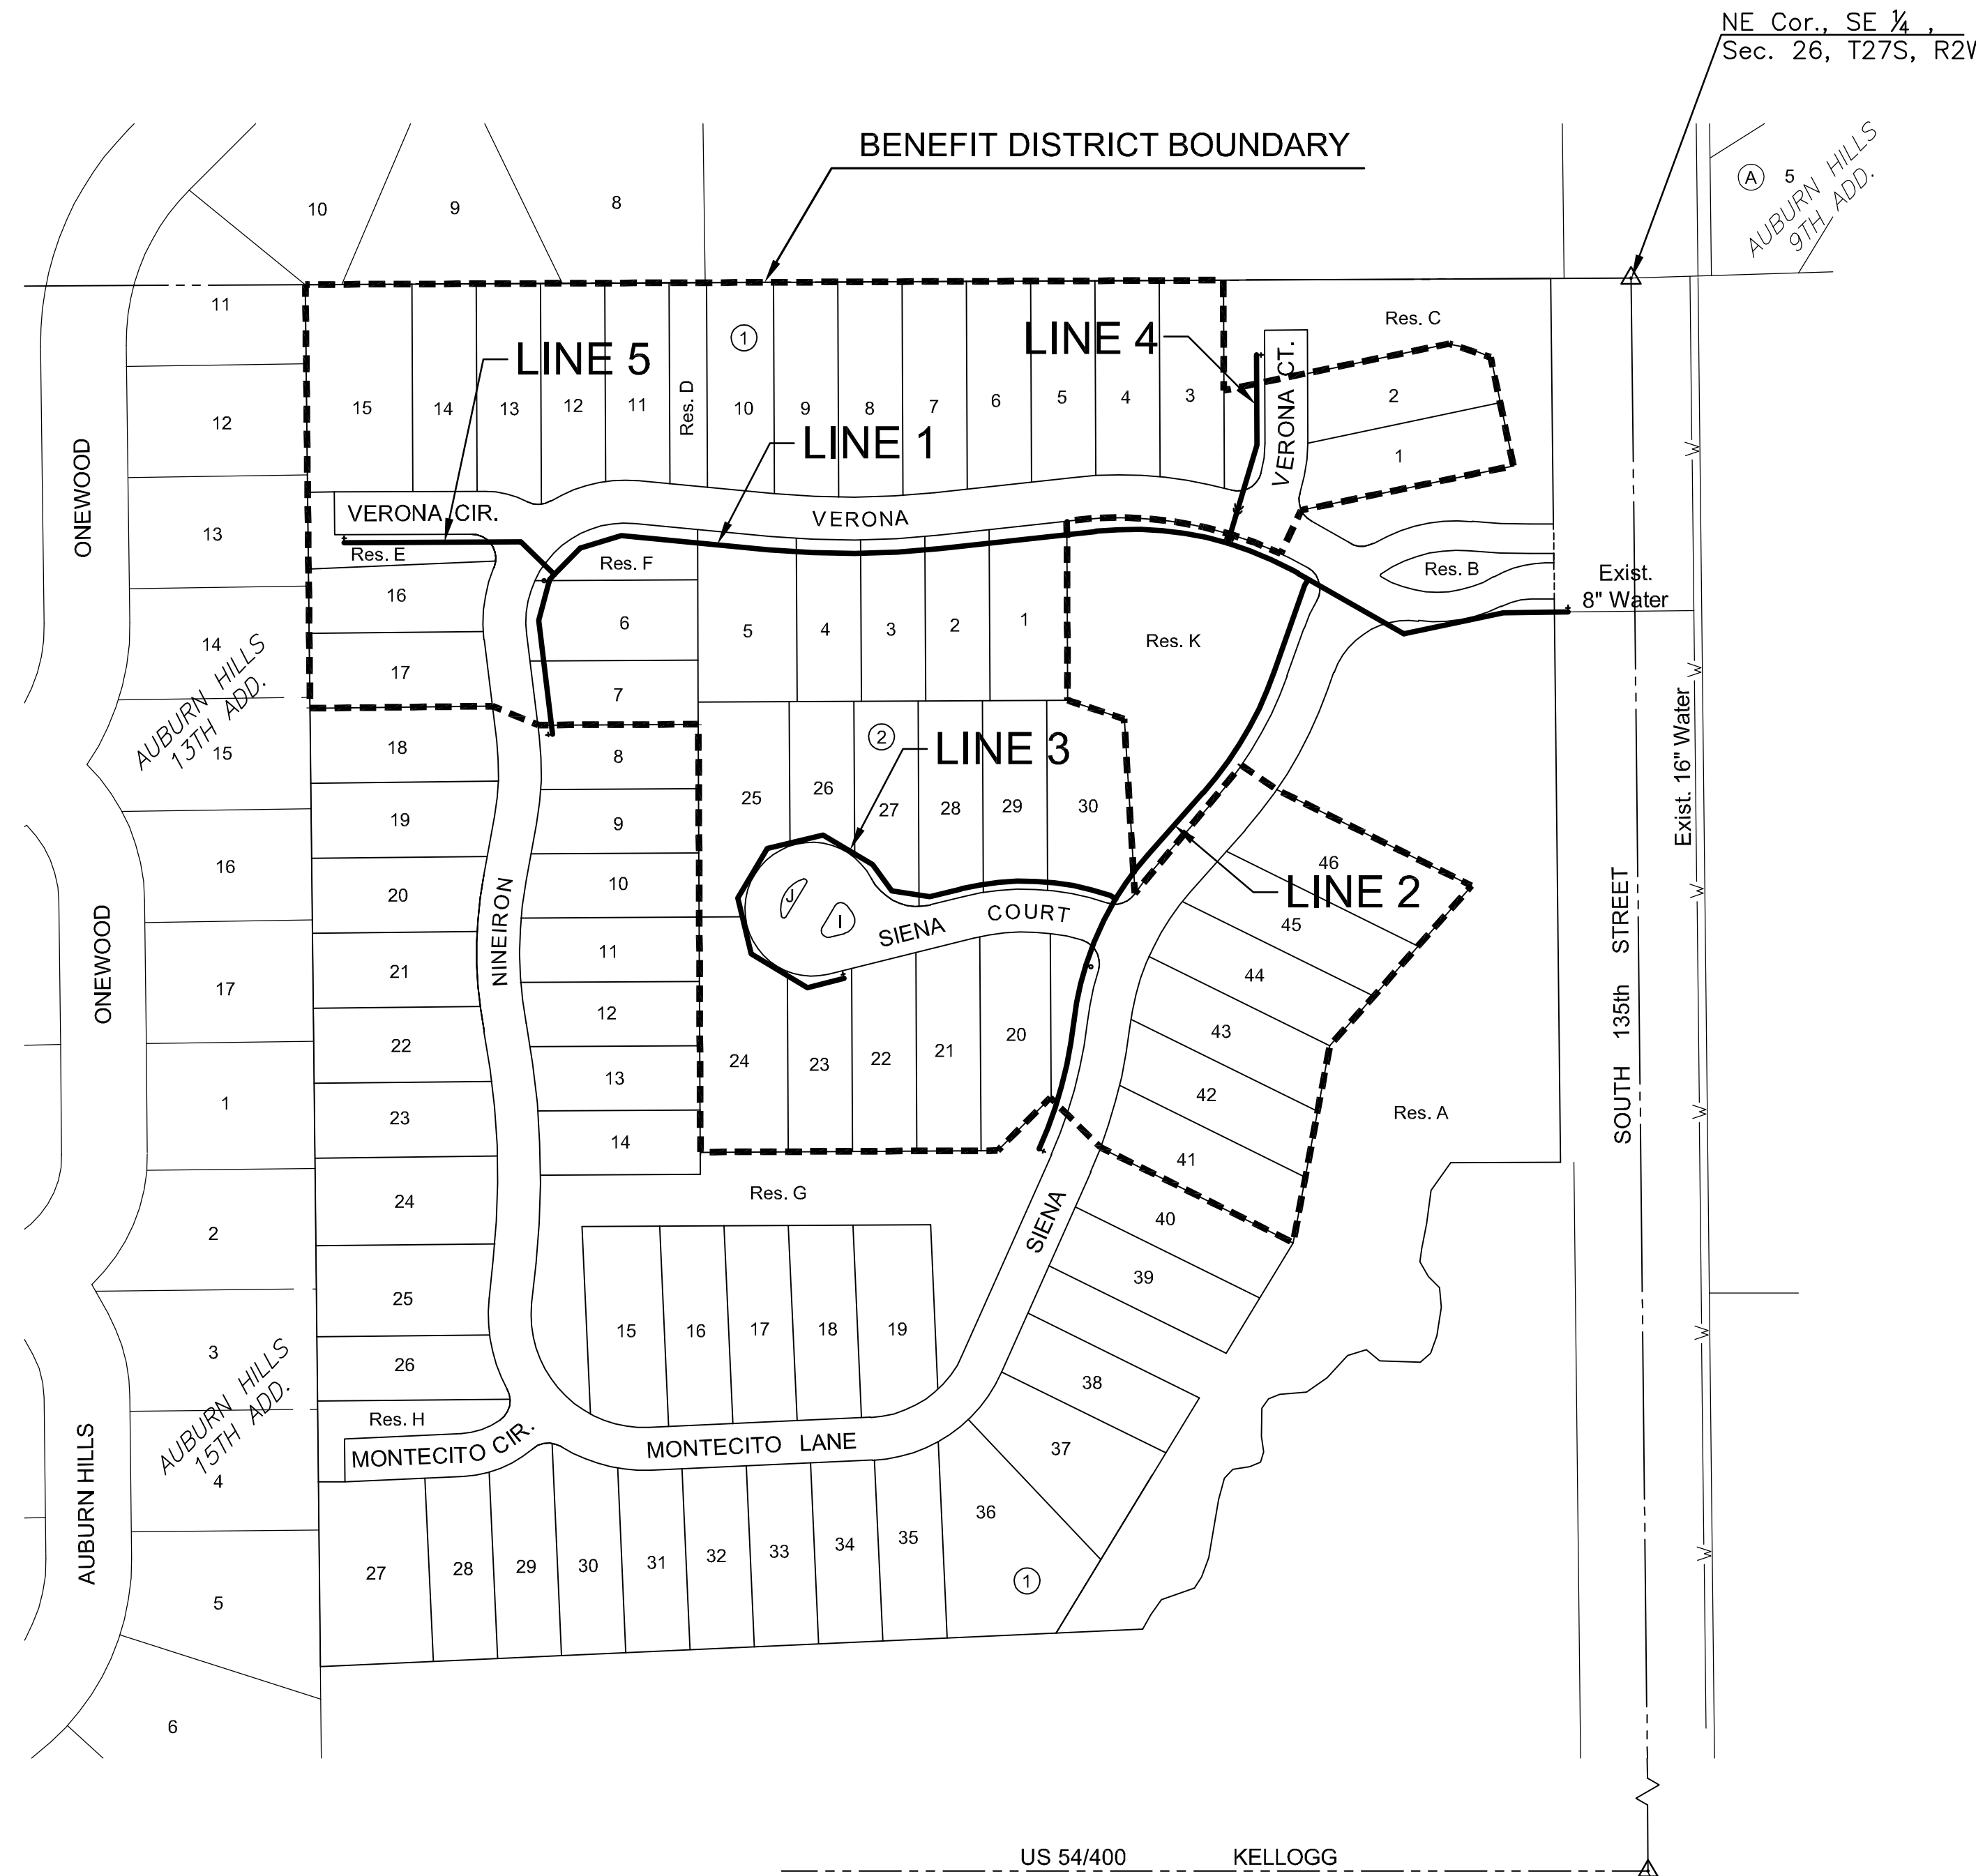 NE Cor., SE ¼ ,
Sec. 26, T27S, R2W
BENEFIT DISTRICT BOUNDARY
A 5
AUBURN HILLS
9TH ADD.
10 9 8
11
12
13
14
15
16
17
1
2
3
4
5
6
ONEWOOD
ONEWOOD
AUBURN HILLS
AUBURN HILLS
13TH ADD.
AUBURN HILLS
15TH ADD.
LINE 5
LINE 1
LINE 4
1
15 14 13 12 11 Res. D 10 9 8 7 6 5 4 3
Res. C
VERONA CT.
2
1
VERONA CIR.
VERONA
Res. E
Res. F
Res. B
Exist.
8" Water
16
17
6
7
5 4 3 2 1
Res. K
18
19
20
21
22
23
24
25
26
NINEIRON
8
9
10
11
12
13
14
2
LINE 3
25 26 27 28 29 30
J
I
SIENA COURT
LINE 2
24 23 22 21 20
46
45
44
43
42
41
40
39
38
37
36
Res. A
Res. G
SIENA
15 16 17 18 19
Res. H
MONTECITO CIR.
MONTECITO LANE
27 28 29 30 31 32 33 34 35
1
SOUTH 135th STREET
Exist. 16" Water
W
W
W
W
W
W
US 54/400 KELLOGG